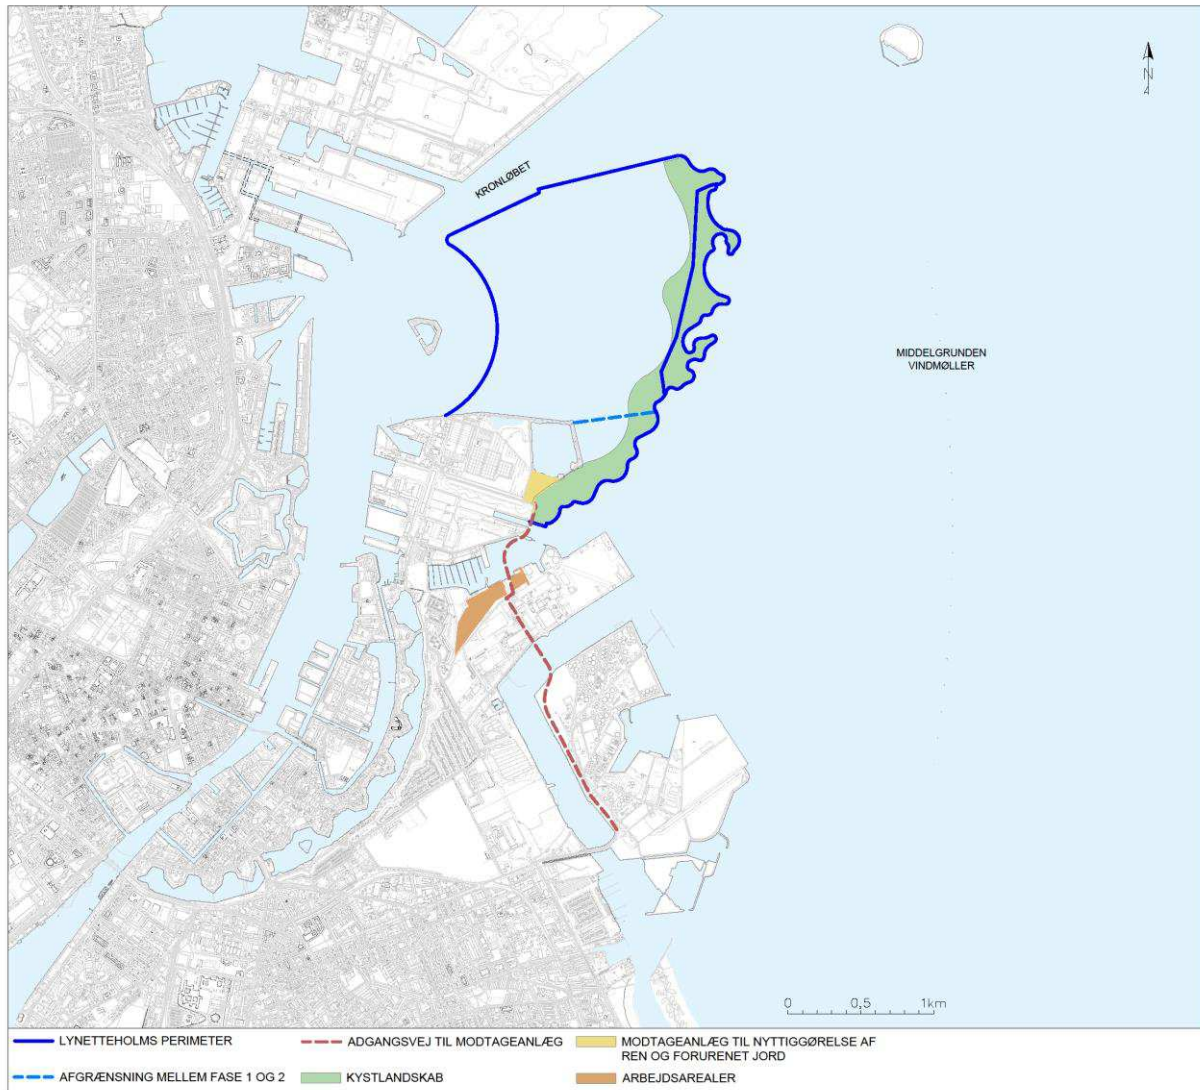 N
KRONLØBET
MIDDELGRUNDEN
VINDMØLLER
0 0,5 1km
LYNETTEHOLMS PERIMETER
ADGANGSVEJ TIL MODTAGEANLÆG
MODTAGEANLÆG TIL NYTTIGGØRELSE AF
REN OG FORURENET JORD
AFGRÆNSNING MELLEM FASE 1 OG 2
KYSTLANDSKAB
ARBEJDSAREALER